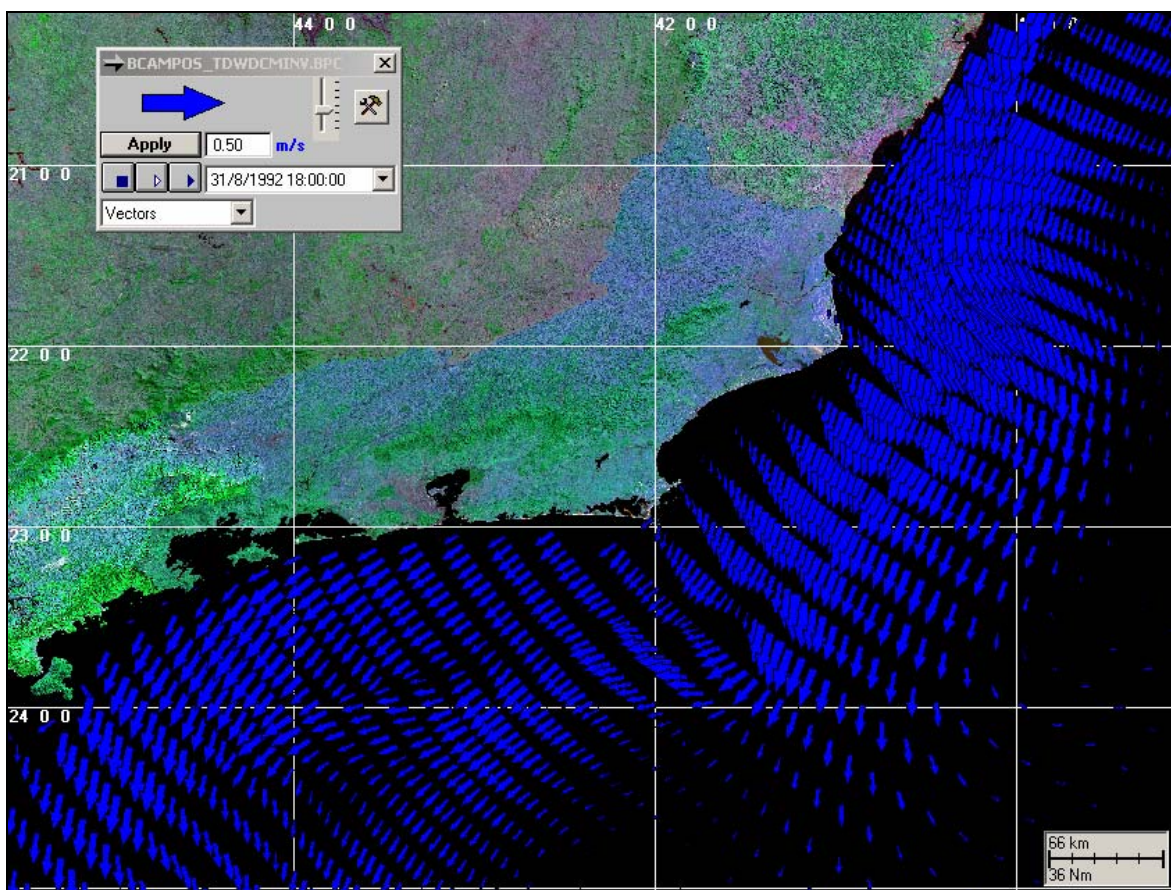 44 0 0
42 0 0
BCAMPOS_TDWDCMINV.BPC
Apply
0.50
m/s
21 0 0
31/8/1992 18:00:00
Vectors
22 0 0
23 0 0
24 0 0
66 km
36 Nm